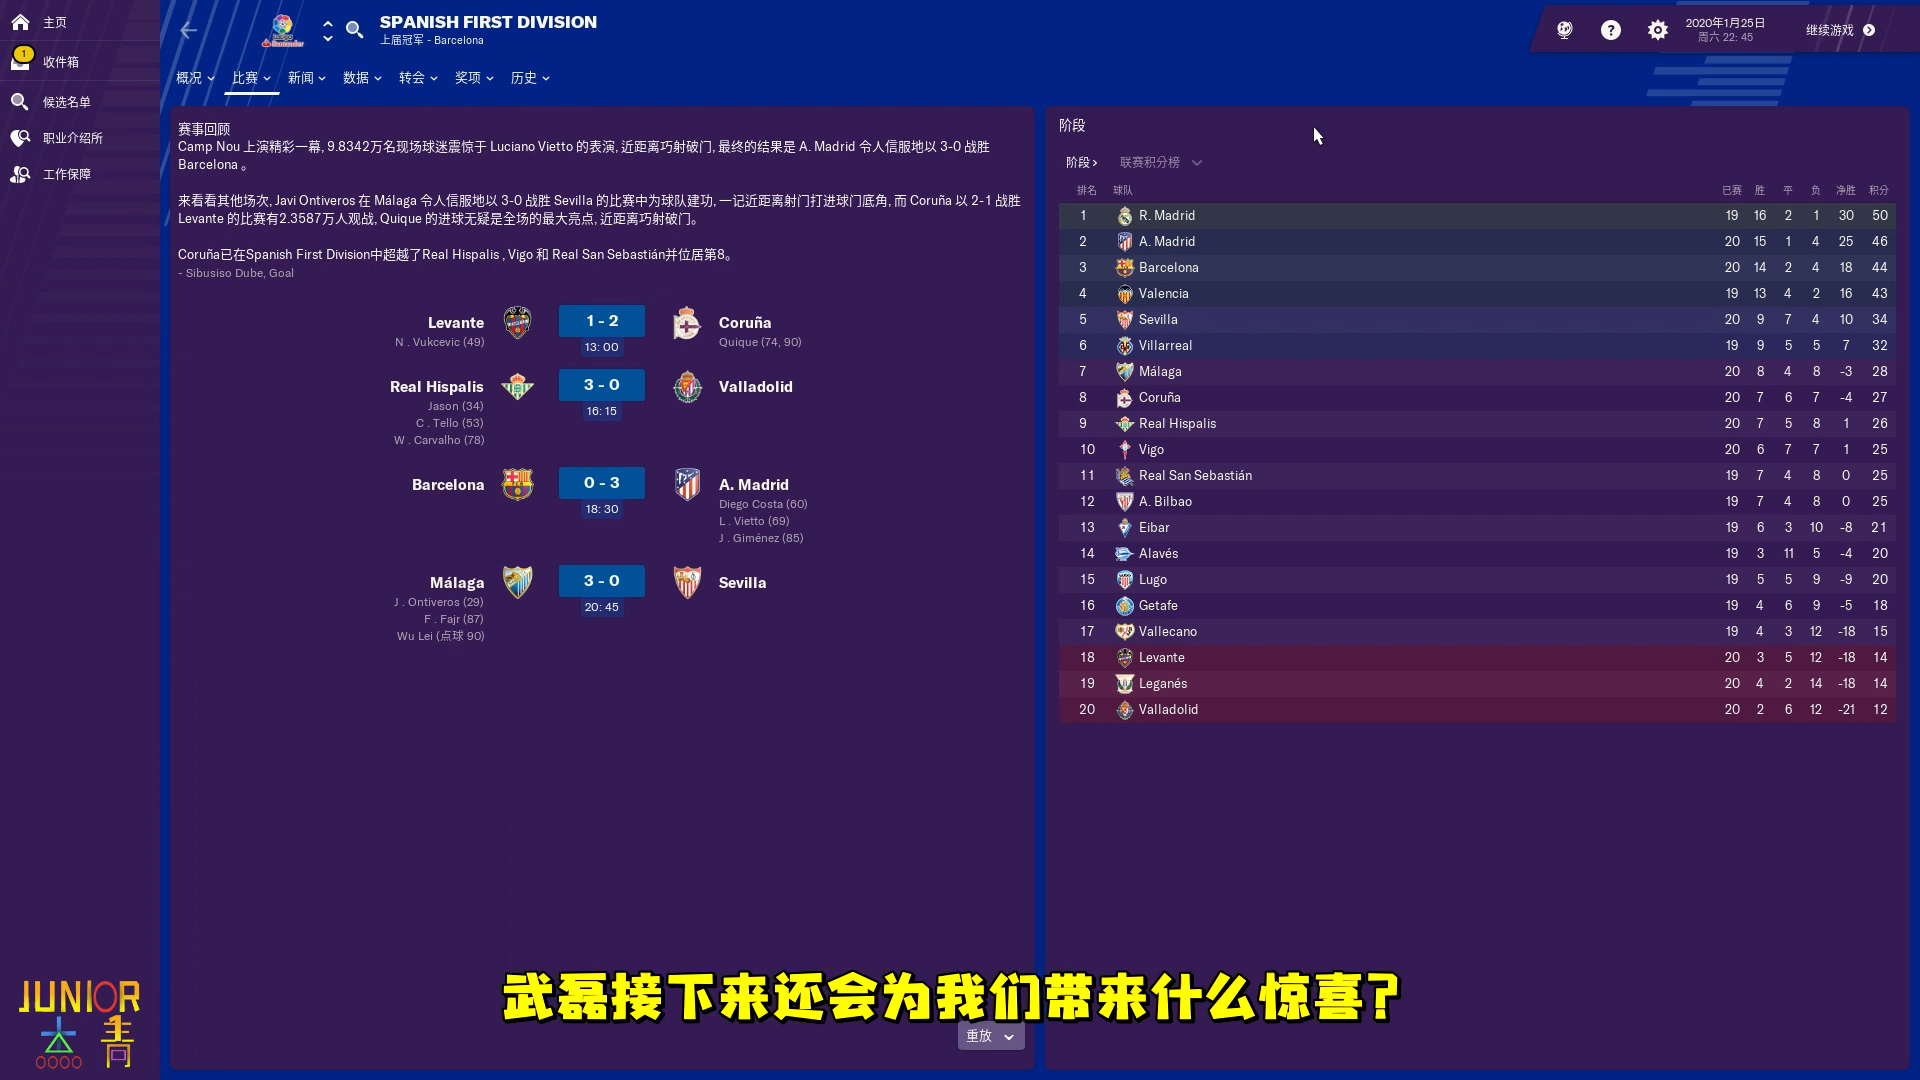 主页
1
收件箱
候选名单
职业介绍所
工作保障
SPANISH FIRST DIVISION
上届冠军 - Barcelona
2020年1月25日
周六 22: 45
继续游戏
概况 比赛 新闻 数据 转会 奖项 历史
赛事回顾
Camp Nou 上演精彩一幕, 9.8342万名现场球迷震惊于 Luciano Vietto 的表演, 近距离巧射破门, 最终的结果是 A. Madrid 令人信服地以 3-0 战胜
Barcelona 。
来看看其他场次, Javi Ontiveros 在 Málaga 令人信服地以 3-0 战胜 Sevilla 的比赛中为球队建功, 一记近距离射门打进球门底角, 而 Coruña 以 2-1 战胜
Levante 的比赛有2.3587万人观战, Quique 的进球无疑是全场的最大亮点, 近距离巧射破门。
Coruña已在Spanish First Division中超越了Real Hispalis , Vigo 和 Real San Sebastián并位居第8。
- Sibusiso Dube, Goal
Levante 1 - 2 Coruña
N . Vukcevic (49) 13: 00 Quique (74, 90)
Real Hispalis 3 - 0 Valladolid
Jason (34) 16: 15
C . Tello (53)
W . Carvalho (78)
Barcelona 0 - 3 A. Madrid
18: 30 Diego Costa (60)
L . Vietto (69)
J . Giménez (85)
Málaga 3 - 0 Sevilla
J . Ontiveros (29) 20: 45
F . Fajr (87)
Wu Lei (点球 90)
阶段
阶段 联赛积分榜
排名 球队 已赛 胜 平 负 净胜 积分
1 R. Madrid 19 16 2 1 30 50
2 A. Madrid 20 15 1 4 25 46
3 Barcelona 20 14 2 4 18 44
4 Valencia 19 13 4 2 16 43
5 Sevilla 20 9 7 4 10 34
6 Villarreal 19 9 5 5 7 32
7 Málaga 20 8 4 8 -3 28
8 Coruña 20 7 6 7 -4 27
9 Real Hispalis 20 7 5 8 1 26
10 Vigo 20 6 7 7 1 25
11 Real San Sebastián 19 7 4 8 0 25
12 A. Bilbao 19 7 4 8 0 25
13 Eibar 19 6 3 10 -8 21
14 Alavés 19 3 11 5 -4 20
15 Lugo 19 5 5 9 -9 20
16 Getafe 19 4 6 9 -5 18
17 Vallecano 19 4 3 12 -18 15
18 Levante 20 3 5 12 -18 14
19 Leganés 20 4 2 14 -18 14
20 Valladolid 20 2 6 12 -21 12
武磊接下来还会为我们带来什么惊喜?
重放
JUNIOR